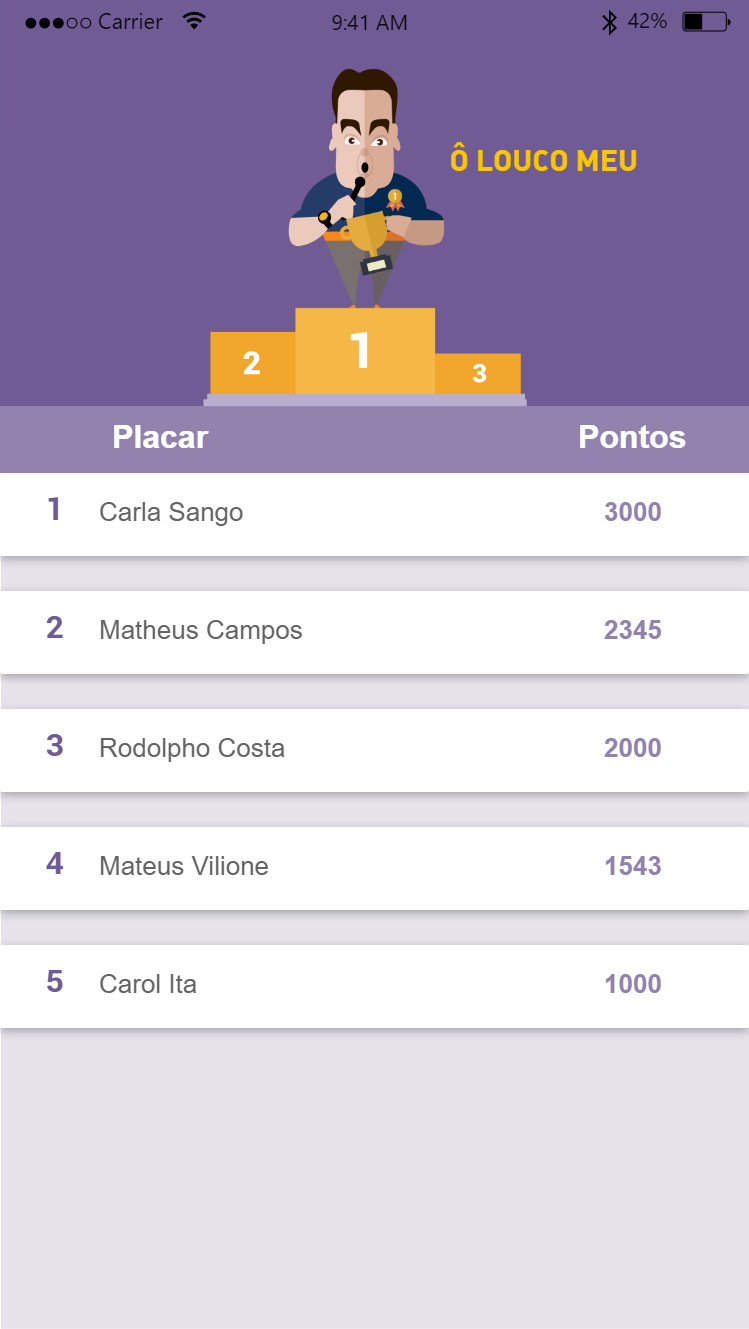 Carrier 9:41 AM 42%
Ô LOUCO MEU
1
1
2
3
Placar Pontos
1 Carla Sango 3000
2 Matheus Campos 2345
3 Rodolpho Costa 2000
4 Mateus Vilione 1543
5 Carol Ita 1000